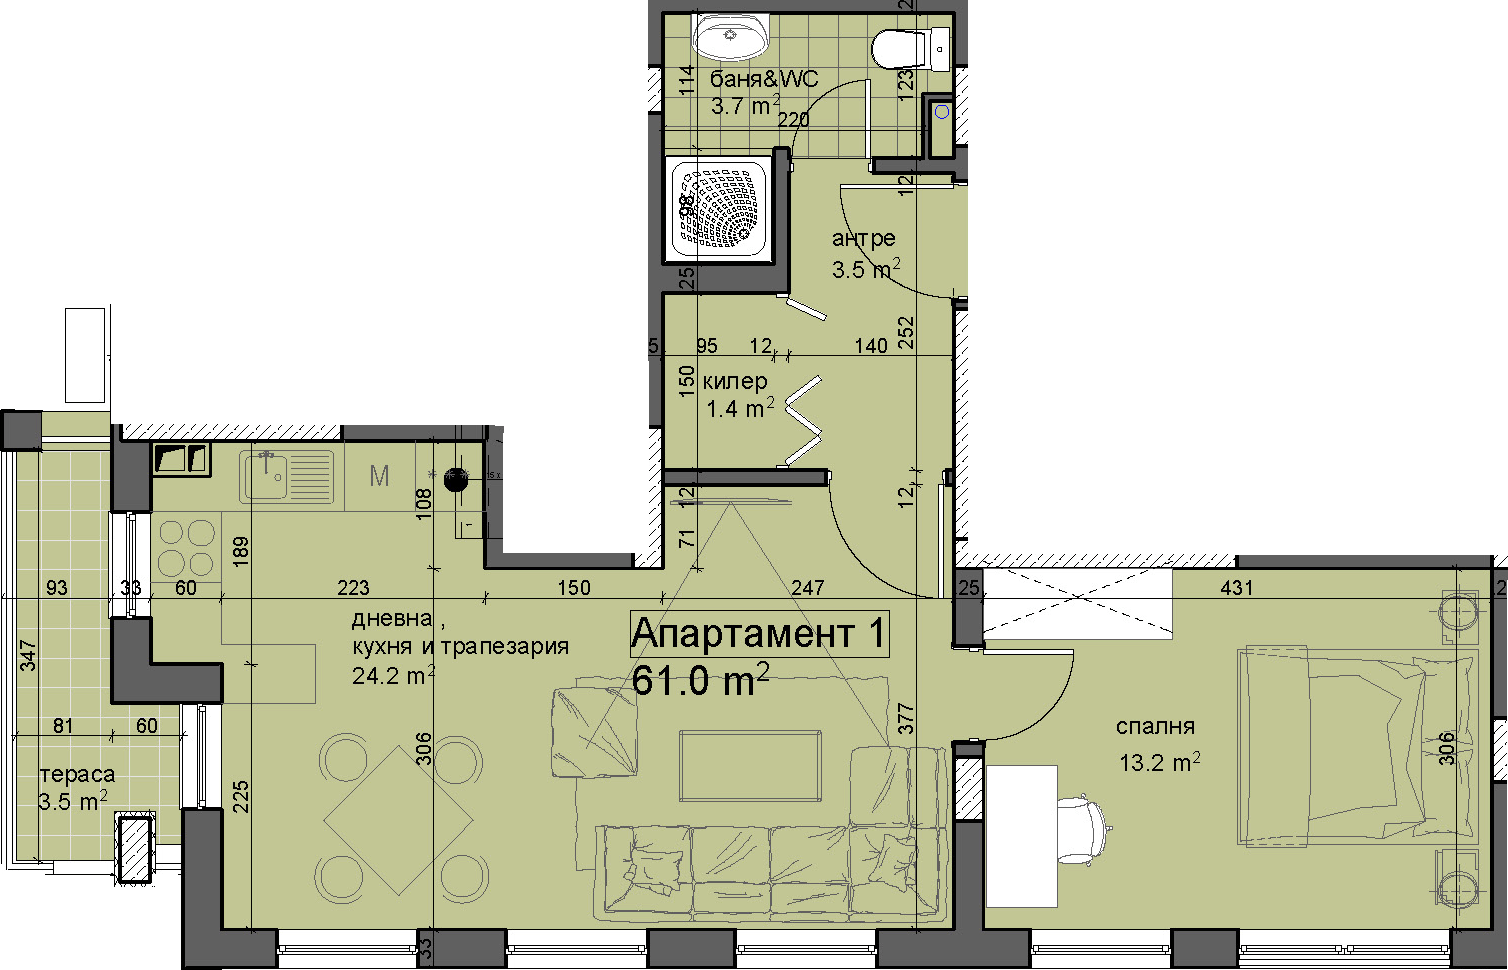 2
114
баня&WC
3.7 m²
123
220
98
12
антре
3.5 m²
25
252
5
95
12
140
150
килер
1.4 m²
M
108
12
12
71
189
93
33
60
223
150
247
25
431
2
347
дневна ,
кухня и трапезария
24.2 m²
Апартамент 1
61.0 m²
81
60
306
377
спалня
13.2 m²
306
тераса
3.5 m²
225
33